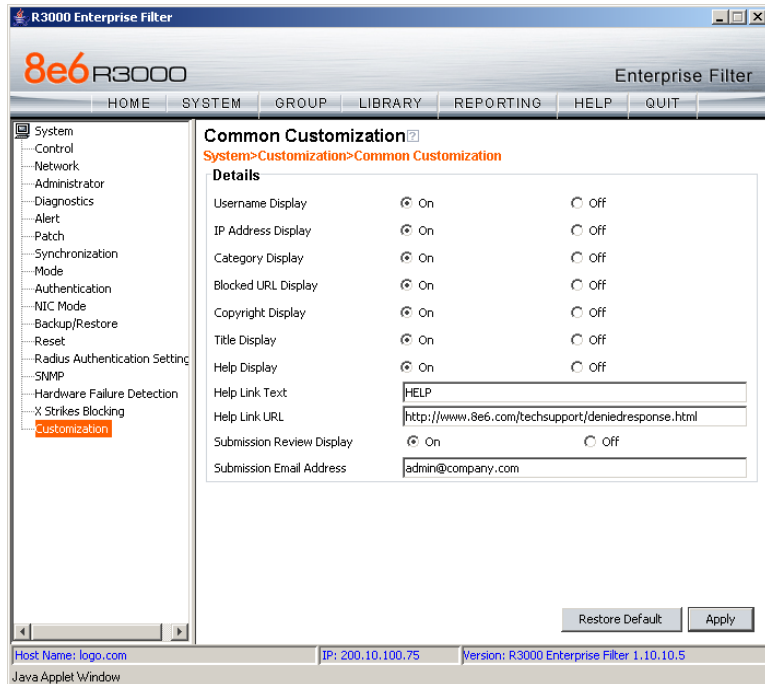 R3000 Enterprise Filter
8e6 R3000
Enterprise Filter
HOME SYSTEM GROUP LIBRARY REPORTING HELP QUIT
System
Control
Network
Administrator
Diagnostics
Alert
Patch
Synchronization
Mode
Authentication
NIC Mode
Backup/Restore
Reset
Radius Authentication Setting
SNMP
Hardware Failure Detection
X Strikes Blocking
Customization
Common Customization ?
System>Customization>Common Customization
Details
Username Display On Off
IP Address Display On Off
Category Display On Off
Blocked URL Display On Off
Copyright Display On Off
Title Display On Off
Help Display On Off
Help Link Text HELP
Help Link URL http://www.8e6.com/techsupport/deniedresponse.html
Submission Review Display On Off
Submission Email Address admin@company.com
Restore Default Apply
Host Name: logo.com IP: 200.10.100.75 Version: R3000 Enterprise Filter 1.10.10.5
Java Applet Window